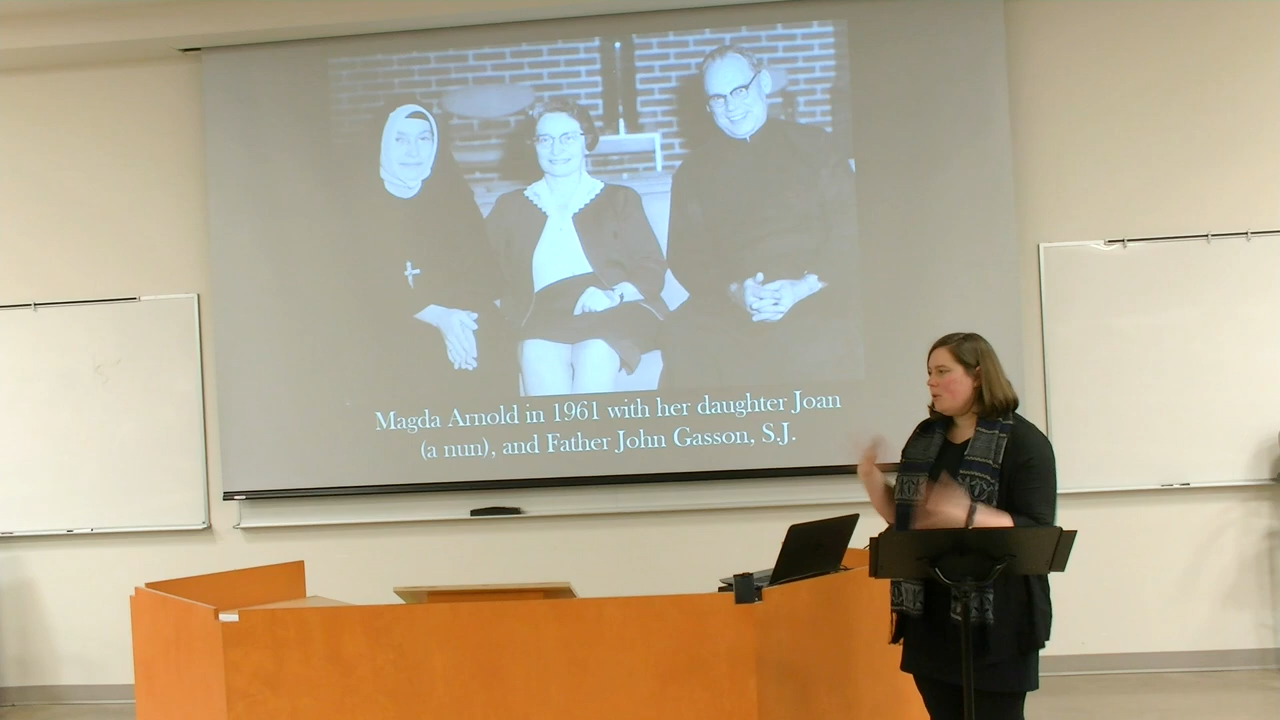 Magda Arnold in 1961 with her daughter Joan
(a nun), and Father John Gasson, S.J.